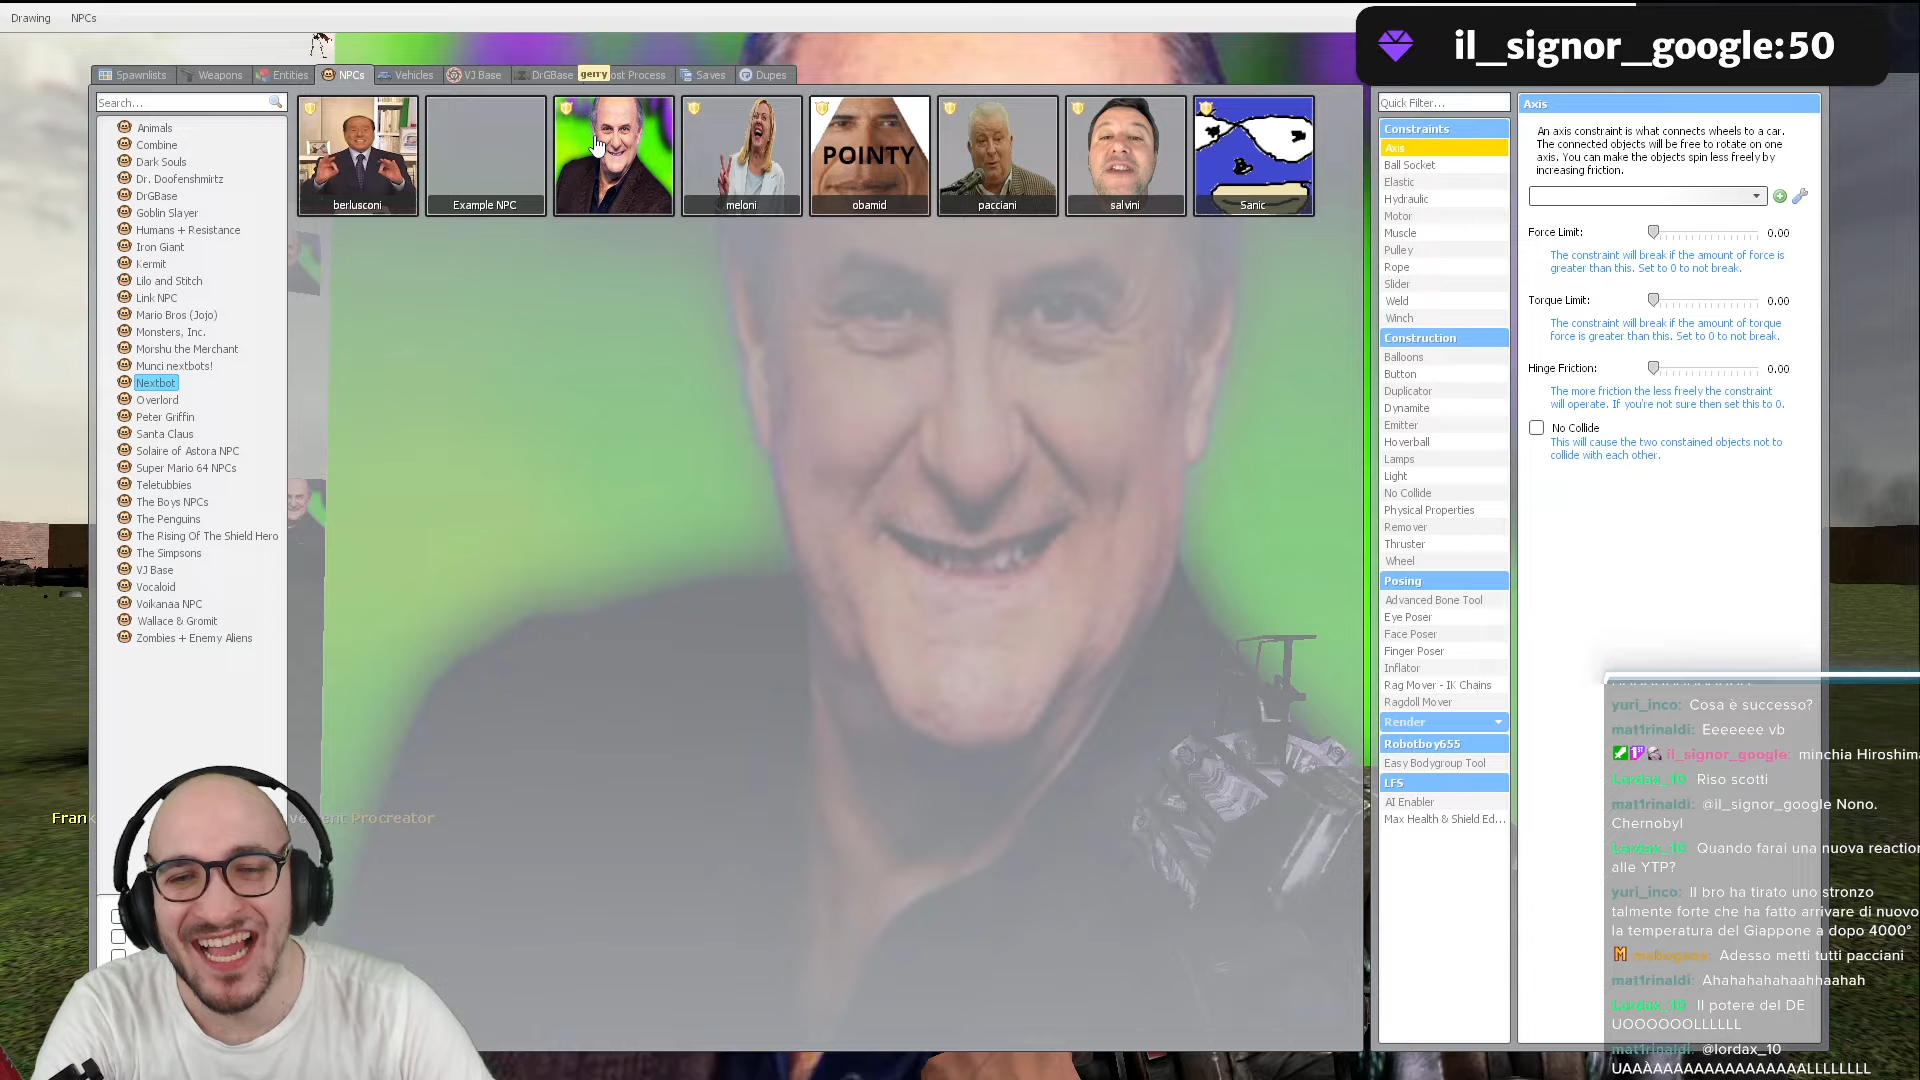 Drawing NPCs
il__signor__google:50
Spawnlists Weapons Entities NPCs Vehicles VJ Base DrGBase gerry ost Process Saves Dupes
Search...
Animals
Combine
Dark Souls
Dr. Doofenshmirtz
DrGBase
Goblin Slayer
Humans + Resistance
Iron Giant
Kermit
Lilo and Stitch
Link NPC
Mario Bros (Jojo)
Monsters, Inc.
Morshu the Merchant
Munci nextbots!
Nextbot
Overlord
Peter Griffin
Santa Claus
Solaire of Astora NPC
Super Mario 64 NPCs
Teletubbies
The Boys NPCs
The Penguins
The Rising Of The Shield Hero
The Simpsons
VJ Base
Vocaloid
Voikanaa NPC
Wallace & Gromit
Zombies + Enemy Aliens
POINTY
berlusconi Example NPC meloni obamid pacciani salvini Sanic
Fran
Procreator
Quick Filter...
Constraints
Axis
Ball Socket
Elastic
Hydraulic
Motor
Muscle
Pulley
Rope
Slider
Weld
Winch
Construction
Balloons
Button
Duplicator
Dynamite
Emitter
Hoverball
Lamps
Light
No Collide
Physical Properties
Remover
Thruster
Wheel
Posing
Advanced Bone Tool
Eye Poser
Face Poser
Finger Poser
Inflator
Rag Mover - IK Chains
Ragdoll Mover
Render
Robotboy655
Easy Bodygroup Tool
LFS
AI Enabler
Max Health & Shield Ed...
Axis
An axis constraint is what connects wheels to a car.
The connected objects will be free to rotate on one
axis. You can make the objects spin less freely by
increasing friction.
Force Limit: 0.00
The constraint will break if the amount of force is
greater than this. Set to 0 to not break.
Torque Limit: 0.00
The constraint will break if the amount of torque
force is greater than this. Set to 0 to not break.
Hinge Friction: 0.00
The more friction the less freely the constraint
will operate. If you're not sure then set this to 0.
No Collide
This will cause the two constained objects not to
collide with each other.
yuri_inco: Cosa è successo?
mat1rinaldi: Eeeeeee vb
il_signor_google: minchia Hiroshima
Lordax_10 Riso scotti
mat1rinaldi: @il_signor_google Nono.
Chernobyl
Lordax_10 Quando farai una nuova reaction
alle YTP?
yuri_inco: Il bro ha tirato uno stronzo
talmente forte che ha fatto arrivare di nuovo
la temperatura del Giappone a dopo 4000°
Adesso metti tutti pacciani
mat1rinaldi: Ahahahahahaahhaahah
Lordax_10 Il potere del DE
UOOOOOOLLLLLL
mat1rinaldi: @lordax_10
UAAÀAAAAAAAAAAAAAAALLLLLLLL